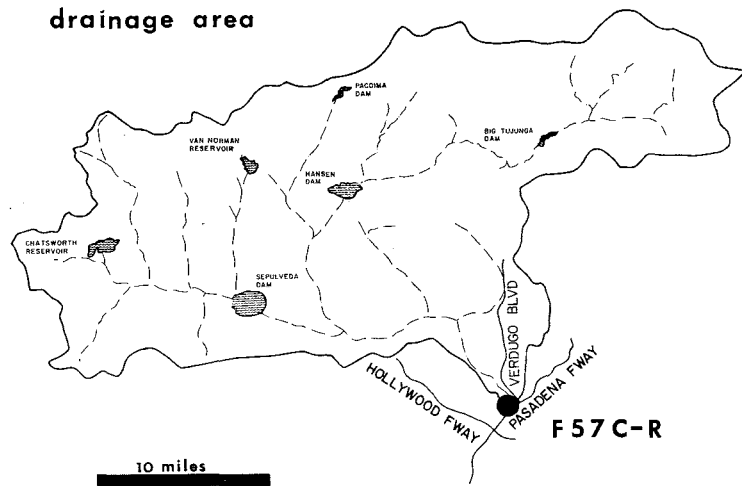 drainage area
PACOIMA
DAM
BIG TUJUNGA
DAM
VAN NORMAN
RESERVOIR
HANSEN
DAM
CHATSWORTH
RESERVOIR
SEPULVEDA
DAM
VERDUGO BLVD
HOLLYWOOD FWAY
PASADENA FWAY
F57C-R
10 miles